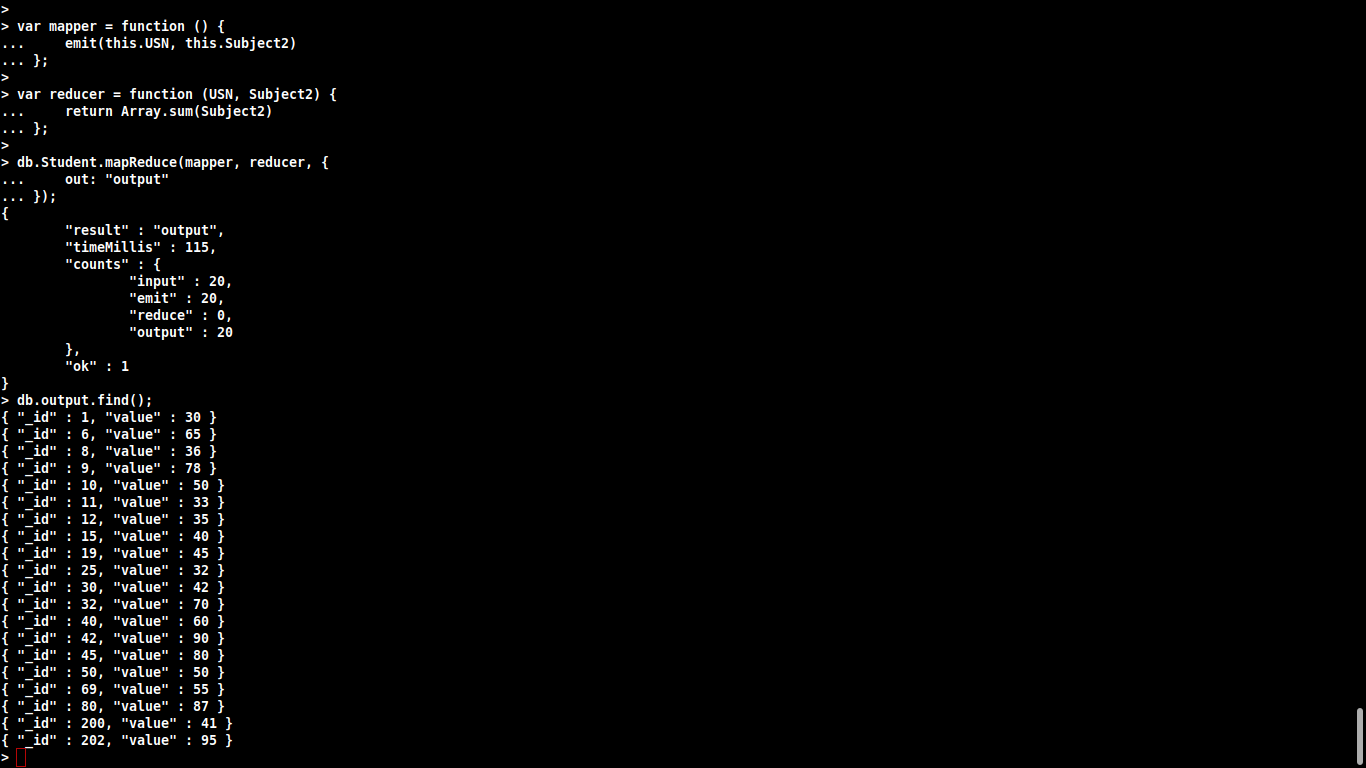 >
> var mapper = function () {
...     emit(this.USN, this.Subject2)
... };
>
> var reducer = function (USN, Subject2) {
...     return Array.sum(Subject2)
... };
>
> db.Student.mapReduce(mapper, reducer, {
...     out: "output"
... });
{
        "result" : "output",
        "timeMillis" : 115,
        "counts" : {
                "input" : 20,
                "emit" : 20,
                "reduce" : 0,
                "output" : 20
        },
        "ok" : 1
}
> db.output.find();
{ "_id" : 1, "value" : 30 }
{ "_id" : 6, "value" : 65 }
{ "_id" : 8, "value" : 36 }
{ "_id" : 9, "value" : 78 }
{ "_id" : 10, "value" : 50 }
{ "_id" : 11, "value" : 33 }
{ "_id" : 12, "value" : 35 }
{ "_id" : 15, "value" : 40 }
{ "_id" : 19, "value" : 45 }
{ "_id" : 25, "value" : 32 }
{ "_id" : 30, "value" : 42 }
{ "_id" : 32, "value" : 70 }
{ "_id" : 40, "value" : 60 }
{ "_id" : 42, "value" : 90 }
{ "_id" : 45, "value" : 80 }
{ "_id" : 50, "value" : 50 }
{ "_id" : 69, "value" : 55 }
{ "_id" : 80, "value" : 87 }
{ "_id" : 200, "value" : 41 }
{ "_id" : 202, "value" : 95 }
>